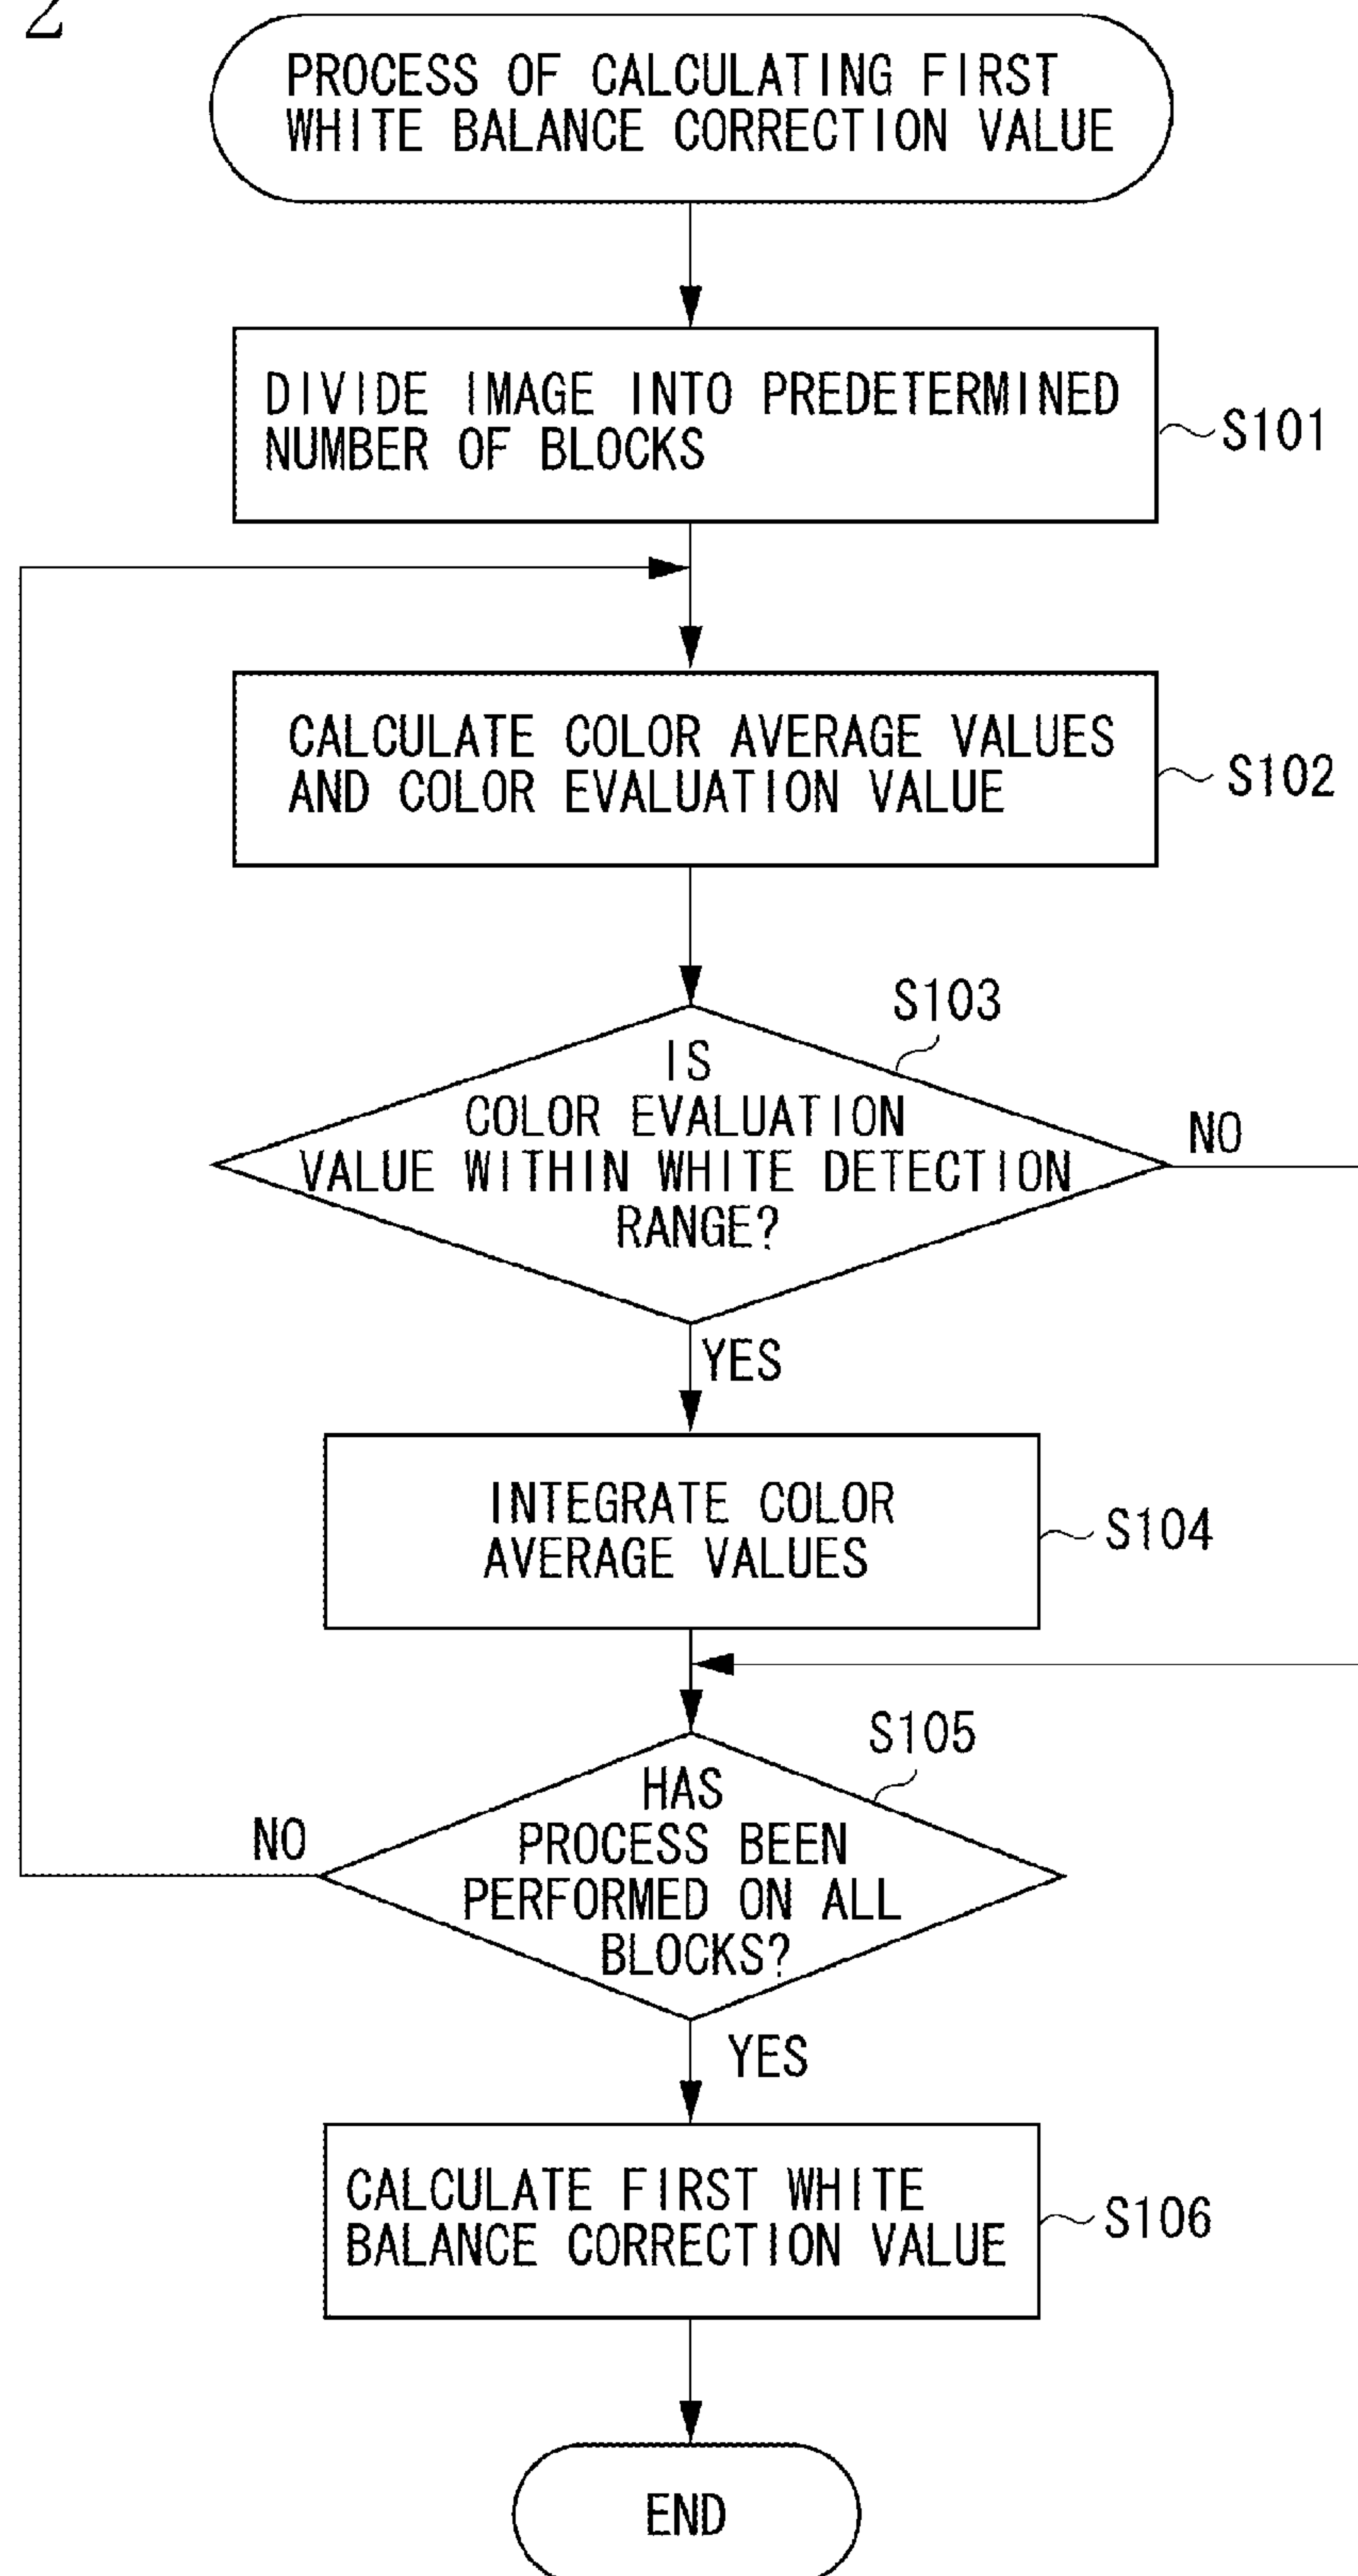 2
PROCESS OF CALCULATING FIRST
WHITE BALANCE CORRECTION VALUE
DIVIDE IMAGE INTO PREDETERMINED
NUMBER OF BLOCKS
S101
CALCULATE COLOR AVERAGE VALUES
AND COLOR EVALUATION VALUE
S102
S103
IS
COLOR EVALUATION
VALUE WITHIN WHITE DETECTION
RANGE?
NO
YES
INTEGRATE COLOR
AVERAGE VALUES
S104
S105
HAS
PROCESS BEEN
PERFORMED ON ALL
BLOCKS?
NO
YES
CALCULATE FIRST WHITE
BALANCE CORRECTION VALUE
S106
END